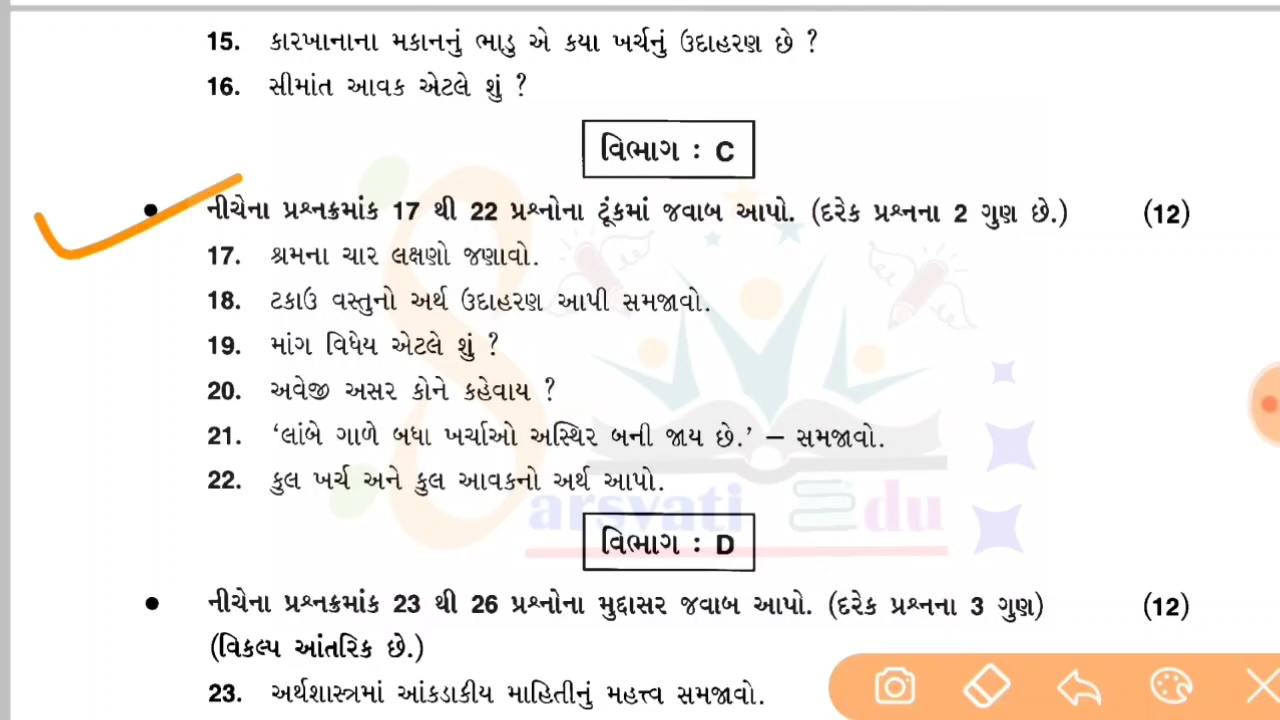 15. કારખાનાના મકાનનું ભાડુ એ કયા ખર્ચનું ઉદાહરણ છે ?
16. સીમાંત આવક એટલે શું ?
વિભાગ : C
● નીચેના પ્રશ્નક્રમાંક 17 થી 22 પ્રશ્નોના ટૂંકમાં જવાબ આપો. (દરેક પ્રશ્નના 2 ગુણ છે.) (12)
17. શ્રમના ચાર લક્ષણો જણાવો.
18. ટકાઉ વસ્તુનો અર્થ ઉદાહરણ આપી સમજાવો.
19. માંગ વિધેય એટલે શું ?
20. અવેજી અસર કોને કહેવાય ?
21. ‘લાંબે ગાળે બધા ખર્ચાઓ અસ્થિર બની જાય છે.’ – સમજાવો.
22. કુલ ખર્ચ અને કુલ આવકનો અર્થ આપો.
Sarsvati Edu
વિભાગ : D
● નીચેના પ્રશ્નક્રમાંક 23 થી 26 પ્રશ્નોના મુદ્દાસર જવાબ આપો. (દરેક પ્રશ્નના 3 ગુણ) (12)
(વિકલ્પ આંતરિક છે.)
23. અર્થશાસ્ત્રમાં આંકડાકીય માહિતીનું મહત્ત્વ સમજાવો.